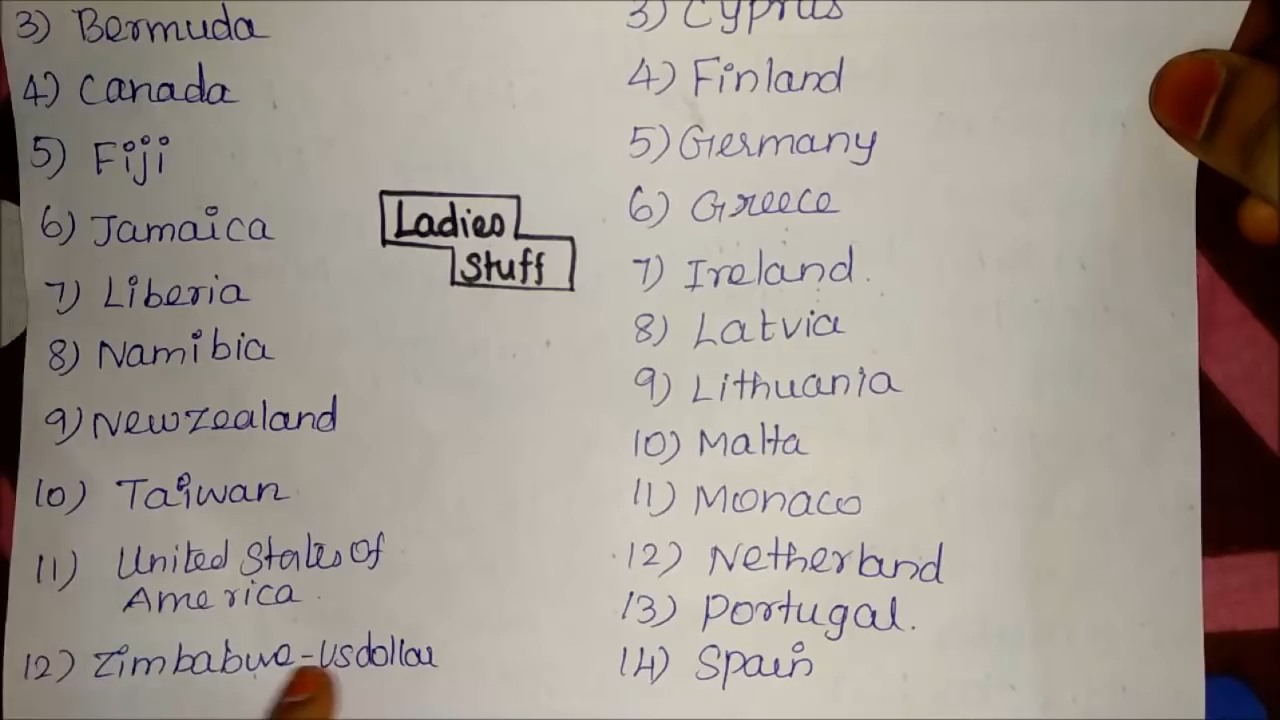 3) Bermuda
4) Canada
5) Fiji
6) Jamaica
7) Liberia
8) Namibia
9) Newzealand
10) Taiwan
11) United States Of
America.
12) Zimbabwe-US dollar
Ladies
Stuff
3) Cyprus
4) Finland
5) Germany
6) Greece
7) Ireland.
8) Latvia
9) Lithuania
10) Malta
11) Monaco
12) Netherland
13) Portugal.
14) Spain